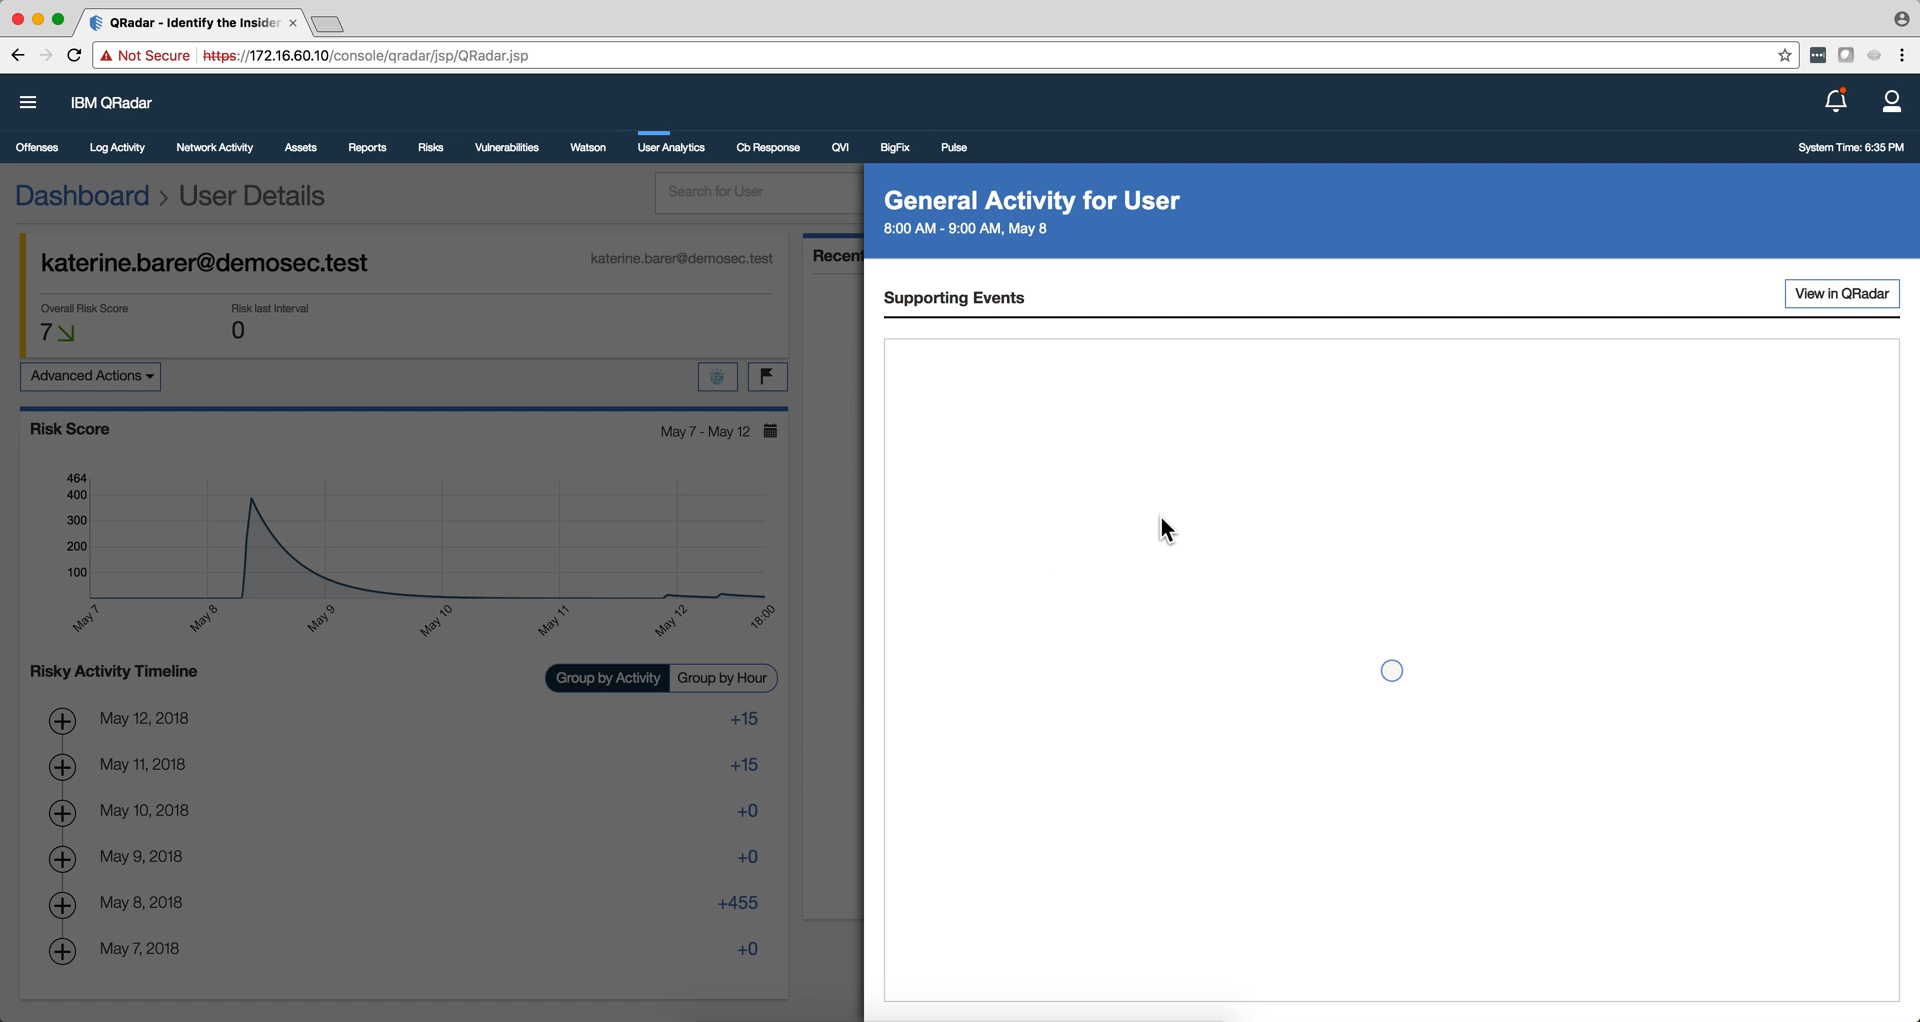 QRadar - Identify the Insider
Not Secure https://172.16.60.10/console/qradar/jsp/QRadar.jsp
IBM QRadar
Offenses Log Activity Network Activity Assets Reports Risks Vulnerabilities Watson User Analytics Cb Response QVI BigFix Pulse System Time: 6:35 PM
Dashboard > User Details
Search for User
katerine.barer@demosec.test
katerine.barer@demosec.test
Overall Risk Score
Risk last Interval
7
0
Advanced Actions
Risk Score
May 7 - May 12
464
400
300
200
100
May 7
May 8
May 9
May 10
May 11
May 12
18:00
Risky Activity Timeline
Group by Activity
Group by Hour
May 12, 2018 +15
May 11, 2018 +15
May 10, 2018 +0
May 9, 2018 +0
May 8, 2018 +455
May 7, 2018 +0
Recen
General Activity for User
8:00 AM - 9:00 AM, May 8
Supporting Events
View in QRadar